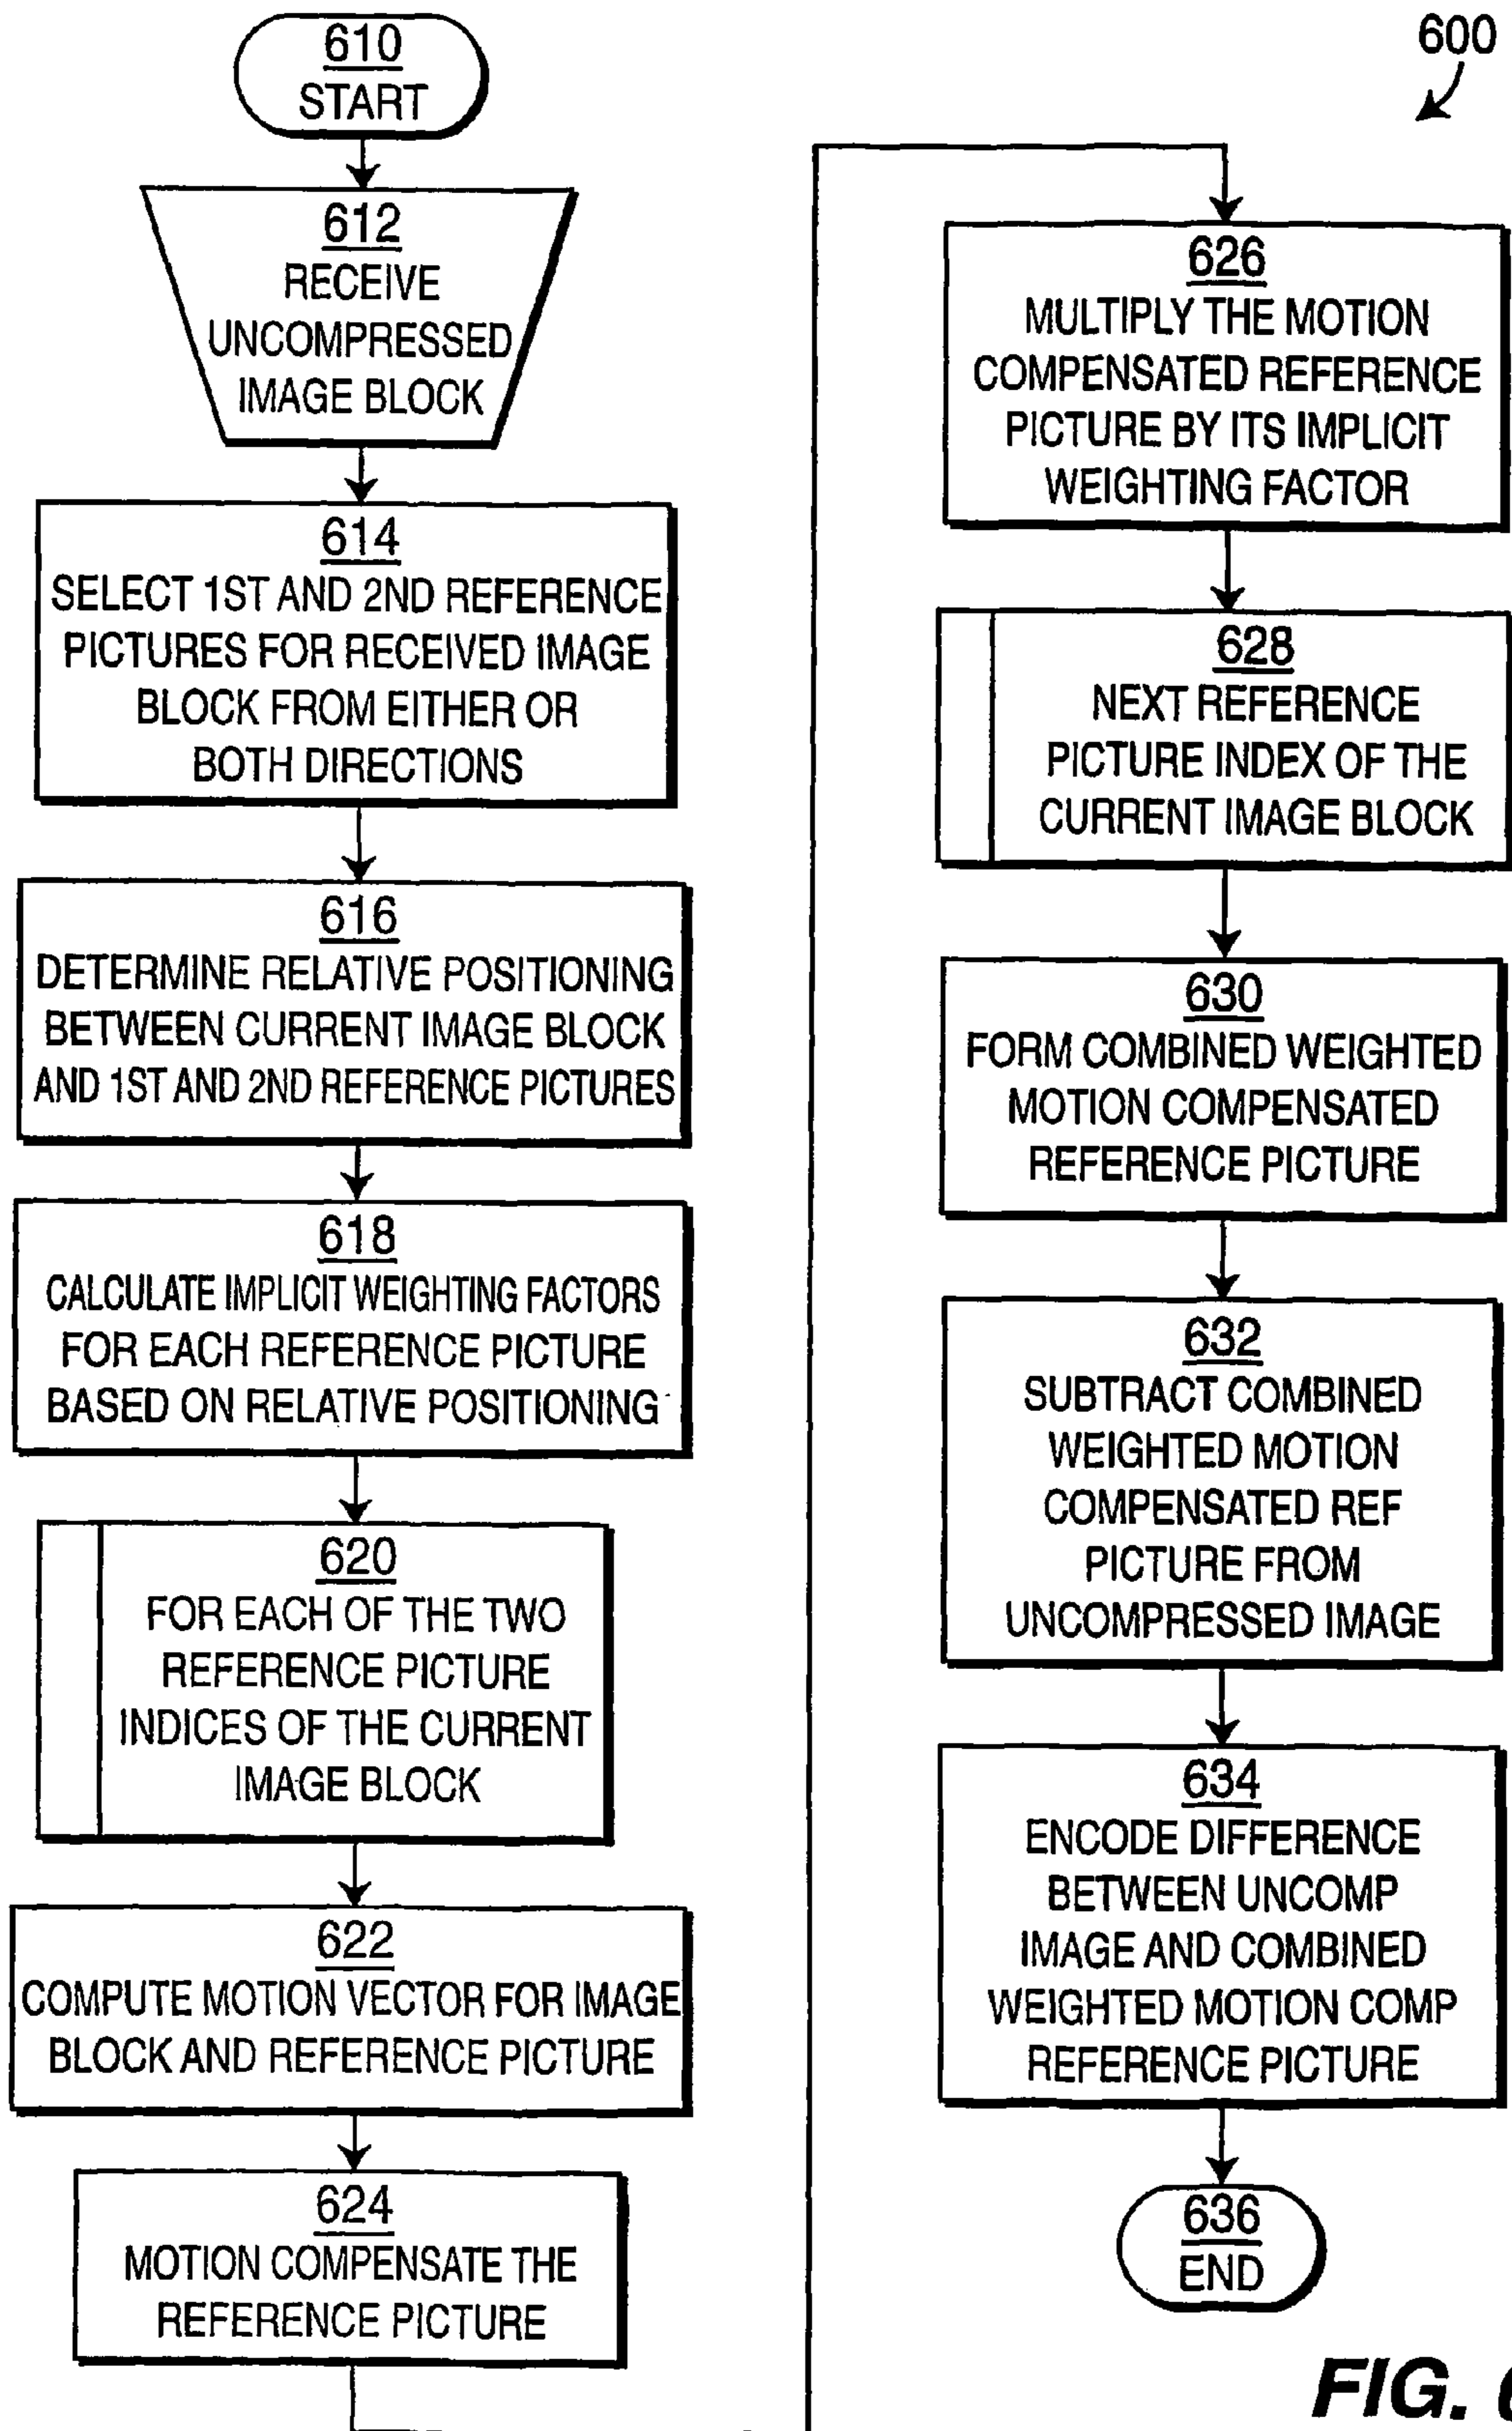 610
START
612
RECEIVE
UNCOMPRESSED
IMAGE BLOCK
614
SELECT 1ST AND 2ND REFERENCE
PICTURES FOR RECEIVED IMAGE
BLOCK FROM EITHER OR
BOTH DIRECTIONS
616
DETERMINE RELATIVE POSITIONING
BETWEEN CURRENT IMAGE BLOCK
AND 1ST AND 2ND REFERENCE PICTURES
618
CALCULATE IMPLICIT WEIGHTING FACTORS
FOR EACH REFERENCE PICTURE
BASED ON RELATIVE POSITIONING
620
FOR EACH OF THE TWO
REFERENCE PICTURE
INDICES OF THE CURRENT
IMAGE BLOCK
622
COMPUTE MOTION VECTOR FOR IMAGE
BLOCK AND REFERENCE PICTURE
624
MOTION COMPENSATE THE
REFERENCE PICTURE
600
626
MULTIPLY THE MOTION
COMPENSATED REFERENCE
PICTURE BY ITS IMPLICIT
WEIGHTING FACTOR
628
NEXT REFERENCE
PICTURE INDEX OF THE
CURRENT IMAGE BLOCK
630
FORM COMBINED WEIGHTED
MOTION COMPENSATED
REFERENCE PICTURE
632
SUBTRACT COMBINED
WEIGHTED MOTION
COMPENSATED REF
PICTURE FROM
UNCOMPRESSED IMAGE
634
ENCODE DIFFERENCE
BETWEEN UNCOMP
IMAGE AND COMBINED
WEIGHTED MOTION COMP
REFERENCE PICTURE
636
END
FIG.